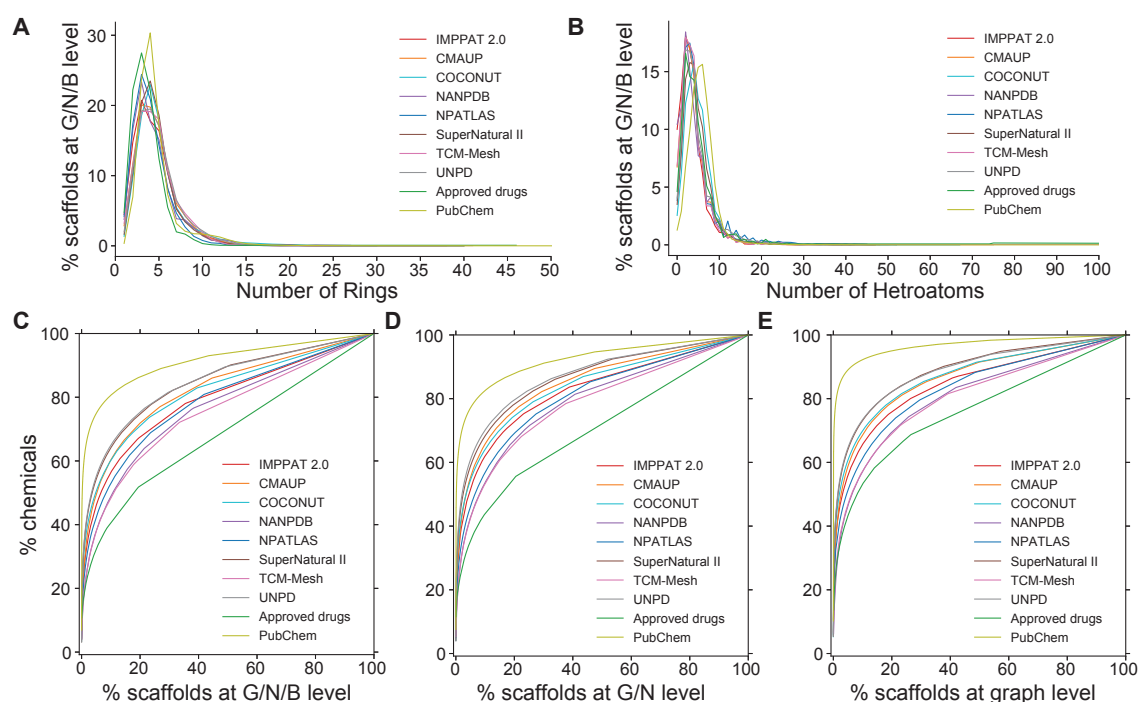 A
% scaffolds at G/N/B level
30
20
10
0
0 5 10 15 20 25 30 35 40 45 50
Number of Rings
IMPPAT 2.0
CMAUP
COCONUT
NANPDB
NPATLAS
SuperNatural II
TCM-Mesh
UNPD
Approved drugs
PubChem
B
% scaffolds at G/N/B level
15
10
5
0
0 10 20 30 40 50 60 70 80 90 100
Number of Hetroatoms
IMPPAT 2.0
CMAUP
COCONUT
NANPDB
NPATLAS
SuperNatural II
TCM-Mesh
UNPD
Approved drugs
PubChem
C
% chemicals
100
80
60
40
20
0
0 20 40 60 80 100
% scaffolds at G/N/B level
IMPPAT 2.0
CMAUP
COCONUT
NANPDB
NPATLAS
SuperNatural II
TCM-Mesh
UNPD
Approved drugs
PubChem
D
100
80
60
40
20
0
0 20 40 60 80 100
% scaffolds at G/N level
IMPPAT 2.0
CMAUP
COCONUT
NANPDB
NPATLAS
SuperNatural II
TCM-Mesh
UNPD
Approved drugs
PubChem
E
100
80
60
40
20
0
0 20 40 60 80 100
% scaffolds at graph level
IMPPAT 2.0
CMAUP
COCONUT
NANPDB
NPATLAS
SuperNatural II
TCM-Mesh
UNPD
Approved drugs
PubChem